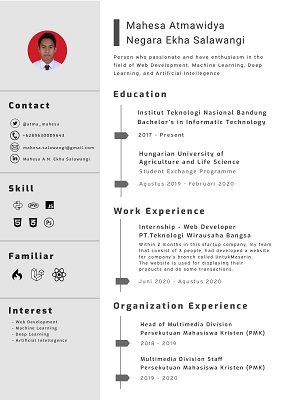 Mahesa Atmawidya
Negara Ekha Salawangi
Person who passionate and have enthusiasm in the
field of Web Development, Machine Learning, Deep
Learning, and Artificial Intellegence
Contact
@atmu_mahesa
+6289630009643
mahesa.salawangi@gmail.com
Mahesa A.N. Ekha Salawangi
Skill
Familiar
Interest
- Web Development
- Machine Learning
- Deep Learning
- Artificial Intellegence
Education
Institut Teknologi Nasional Bandung
Bachelor's in Informatic Technology
2017 - Present
Hungarian University of
Agriculture and Life Science
Student Exchange Programme
Agustus 2019 - Februari 2020
Work Experience
Internship - Web Developer
PT.Teknologi Wirausaha Bangsa
Within 2 months in this startup company, my team
that consist of 3 people, had developed a website
for company's branch called UntukMesarin.
The website is used for displaying their
products and do some transactions.
Juni 2020 - Agustus 2020
Organization Experience
Head of Multimedia Division
Persekutuan Mahasiswa Kristen (PMK)
2018 - 2019
Multimedia Division Staff
Persekutuan Mahasiswa Kristen (PMK)
2019 - 2020